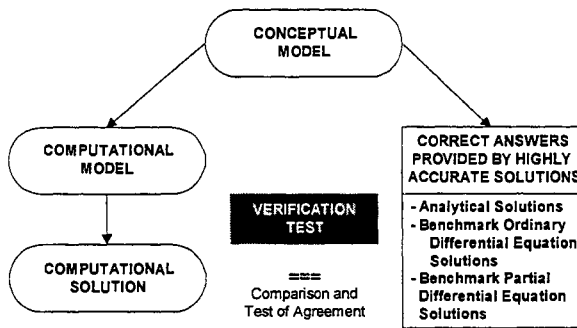 CONCEPTUAL
MODEL
COMPUTATIONAL
MODEL
COMPUTATIONAL
SOLUTION
VERIFICATION
TEST
===
Comparison and
Test of Agreement
CORRECT ANSWERS
PROVIDED BY HIGHLY
ACCURATE SOLUTIONS
- Analytical Solutions
- Benchmark Ordinary
Differential Equation
Solutions
- Benchmark Partial
Differential Equation
Solutions